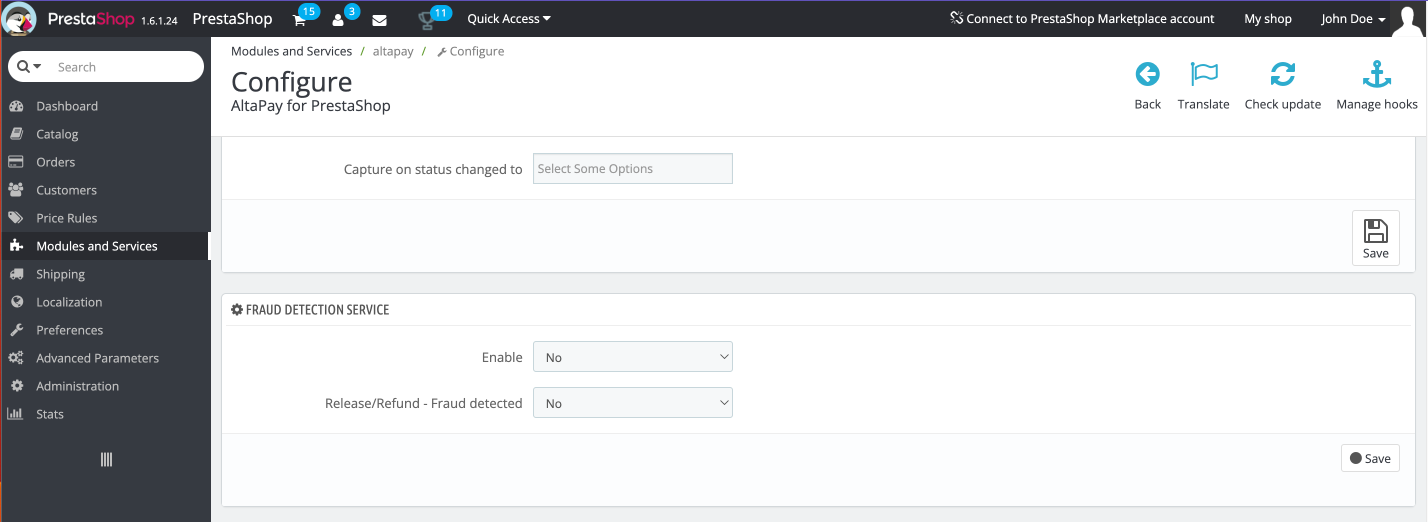 PrestaShop 1.6.1.24 PrestaShop 15 3 11 Quick Access Connect to PrestaShop Marketplace account My shop John Doe
Search
Dashboard
Catalog
Orders
Customers
Price Rules
Modules and Services
Shipping
Localization
Preferences
Advanced Parameters
Administration
Stats
Modules and Services / altapay / Configure
Configure
AltaPay for PrestaShop
Back Translate Check update Manage hooks
Capture on status changed to Select Some Options
Save
FRAUD DETECTION SERVICE
Enable No
Release/Refund - Fraud detected No
Save